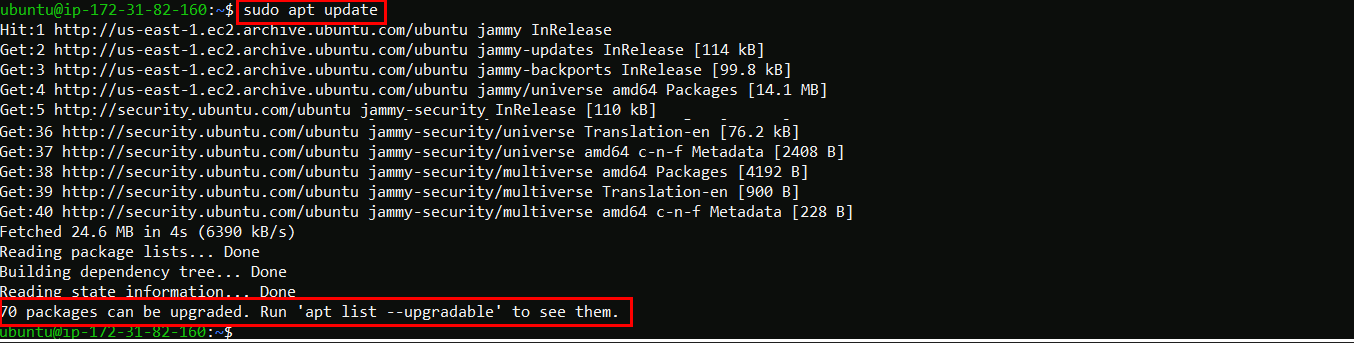 ubuntu@ip-172-31-82-160:~$ sudo apt update
Hit:1 http://us-east-1.ec2.archive.ubuntu.com/ubuntu jammy InRelease
Get:2 http://us-east-1.ec2.archive.ubuntu.com/ubuntu jammy-updates InRelease [114 kB]
Get:3 http://us-east-1.ec2.archive.ubuntu.com/ubuntu jammy-backports InRelease [99.8 kB]
Get:4 http://us-east-1.ec2.archive.ubuntu.com/ubuntu jammy/universe amd64 Packages [14.1 MB]
Get:5 http://security.ubuntu.com/ubuntu jammy-security InRelease [110 kB]
Get:36 http://security.ubuntu.com/ubuntu jammy-security/universe Translation-en [76.2 kB]
Get:37 http://security.ubuntu.com/ubuntu jammy-security/universe amd64 c-n-f Metadata [2408 B]
Get:38 http://security.ubuntu.com/ubuntu jammy-security/multiverse amd64 Packages [4192 B]
Get:39 http://security.ubuntu.com/ubuntu jammy-security/multiverse Translation-en [900 B]
Get:40 http://security.ubuntu.com/ubuntu jammy-security/multiverse amd64 c-n-f Metadata [228 B]
Fetched 24.6 MB in 4s (6390 kB/s)
Reading package lists... Done
Building dependency tree... Done
Reading state information... Done
70 packages can be upgraded. Run 'apt list --upgradable' to see them.
ubuntu@ip-172-31-82-160:~$